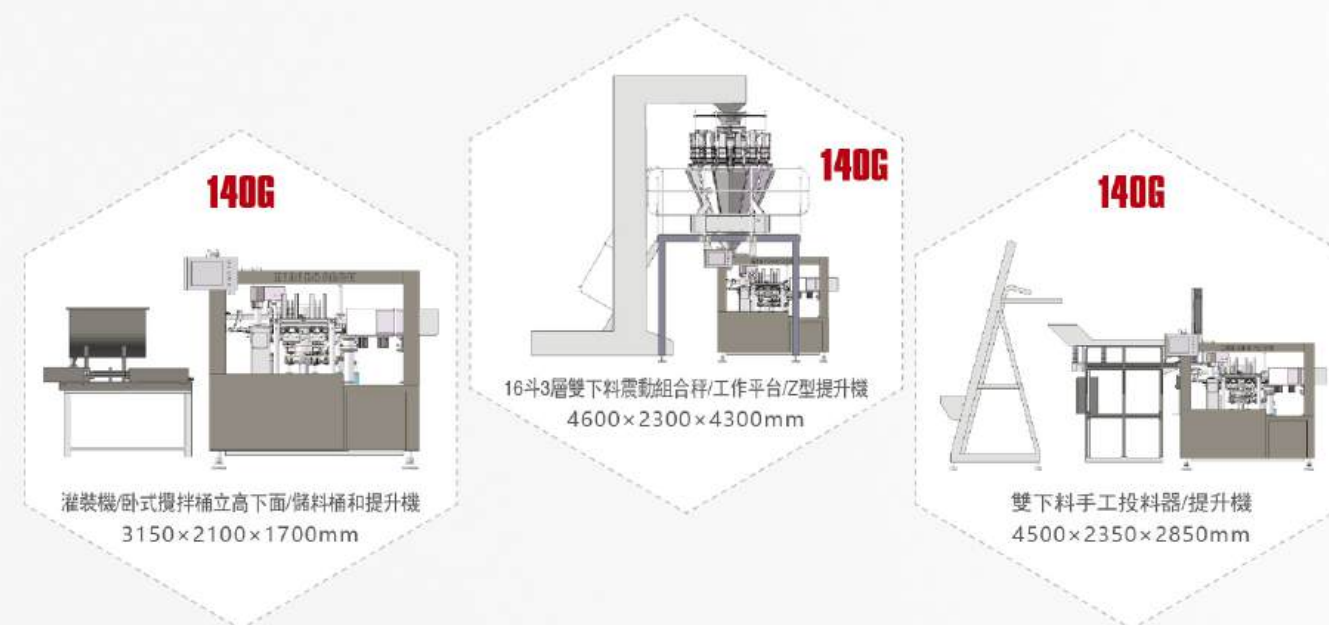 140G
灌裝機/卧式攪拌桶立高下面/儲料桶和提升機
3150×2100×1700mm
140G
16斗3層雙下料震動組合秤/工作平台/Z型提升機
4600×2300×4300mm
140G
雙下料手工投料器/提升機
4500×2350×2850mm